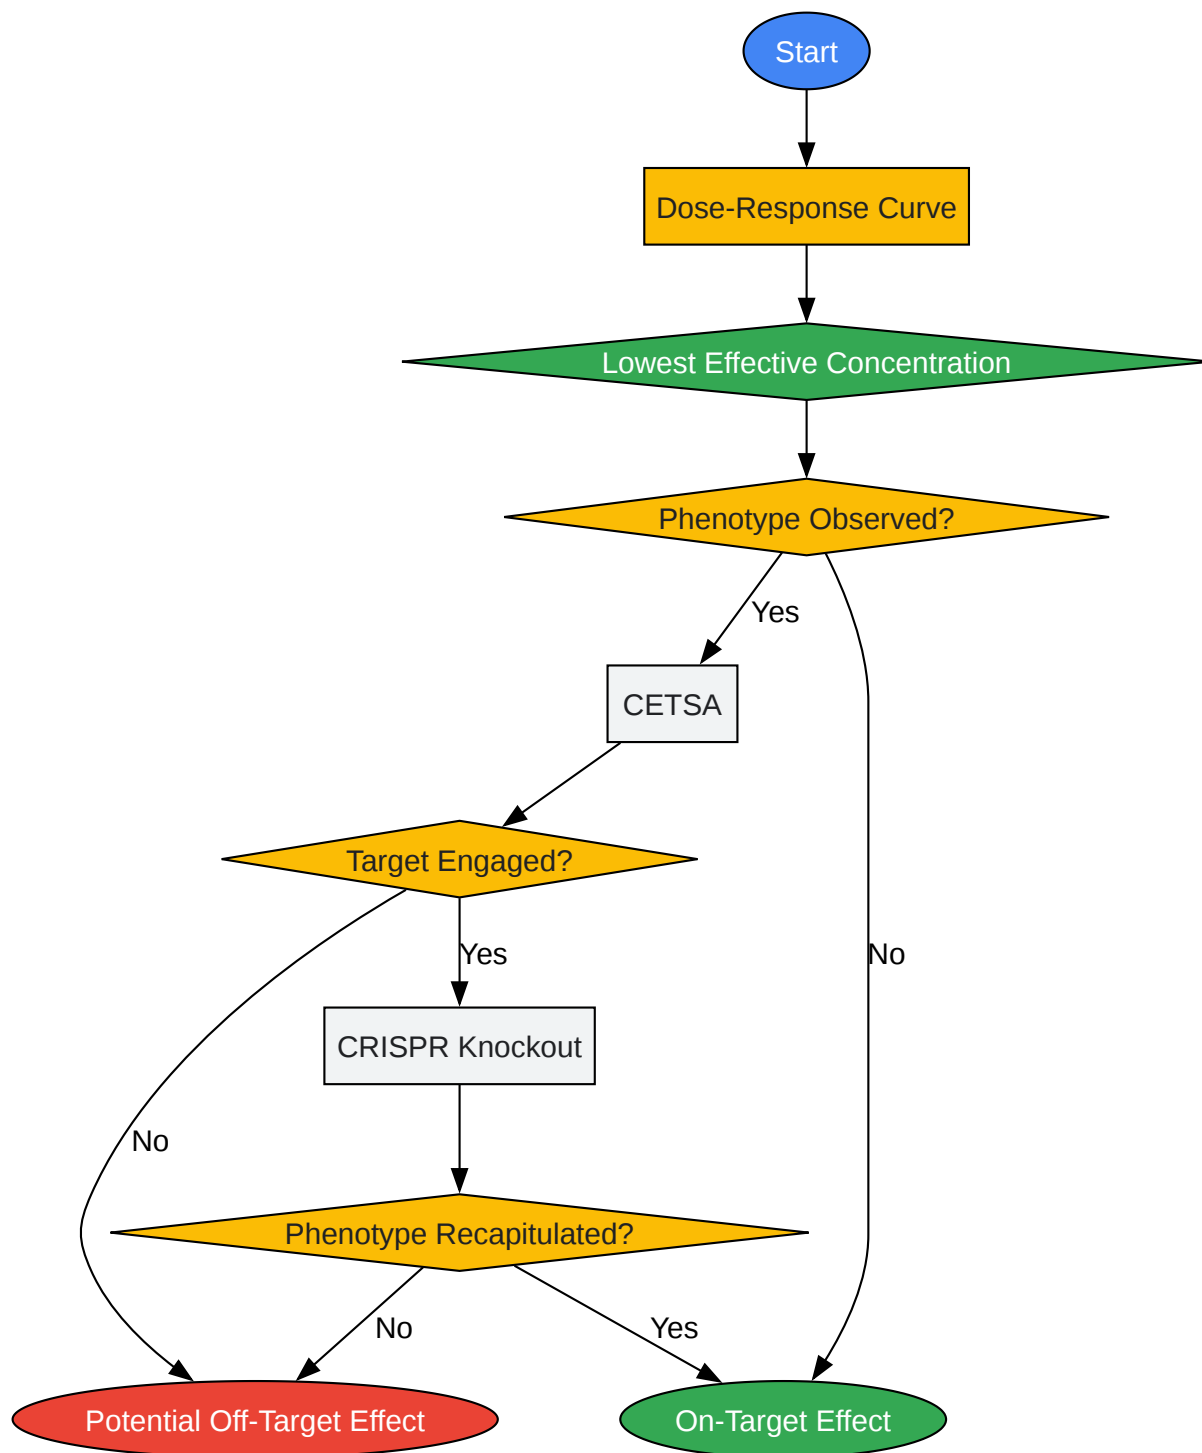 Start
Dose-Response Curve
Lowest Effective Concentration
Phenotype Observed?
Yes
CETSA
Target Engaged?
Yes
No
CRISPR Knockout
No
Phenotype Recapitulated?
No
Yes
Potential Off-Target Effect
On-Target Effect